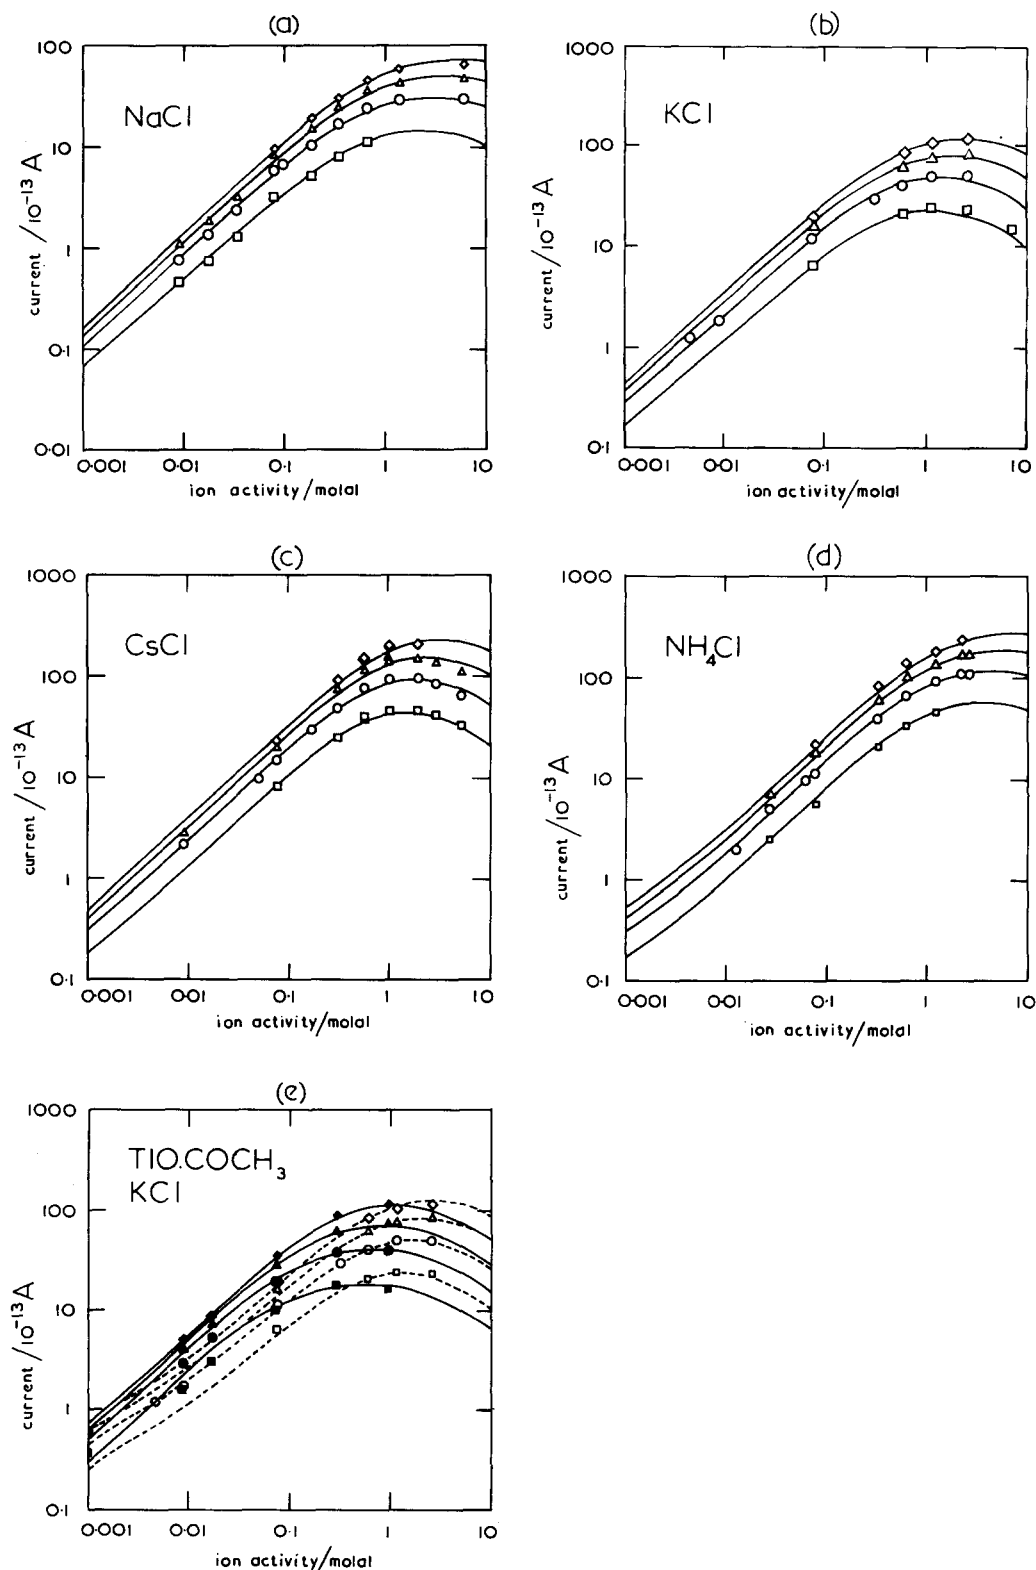 (a)
100
10
1
0·1
0·01
current /10⁻¹³A
NaCl
0·001 0·01 0·1 1 10
ion activity/molal
(b)
1000
100
10
1
0·1
current /10⁻¹³A
KCl
0·001 0·01 0·1 1 10
ion activity/molal
(c)
1000
100
10
1
0·1
current /10⁻¹³A
CsCl
0·001 0·01 0·1 1 10
ion activity/molal
(d)
1000
100
10
1
0·1
current /10⁻¹³A
NH₄Cl
0·001 0·01 0·1 1 10
ion activity/molal
(e)
1000
100
10
1
0·1
current /10⁻¹³A
TlO.COCH₃
KCl
0·001 0·01 0·1 1 10
ion activity/molal